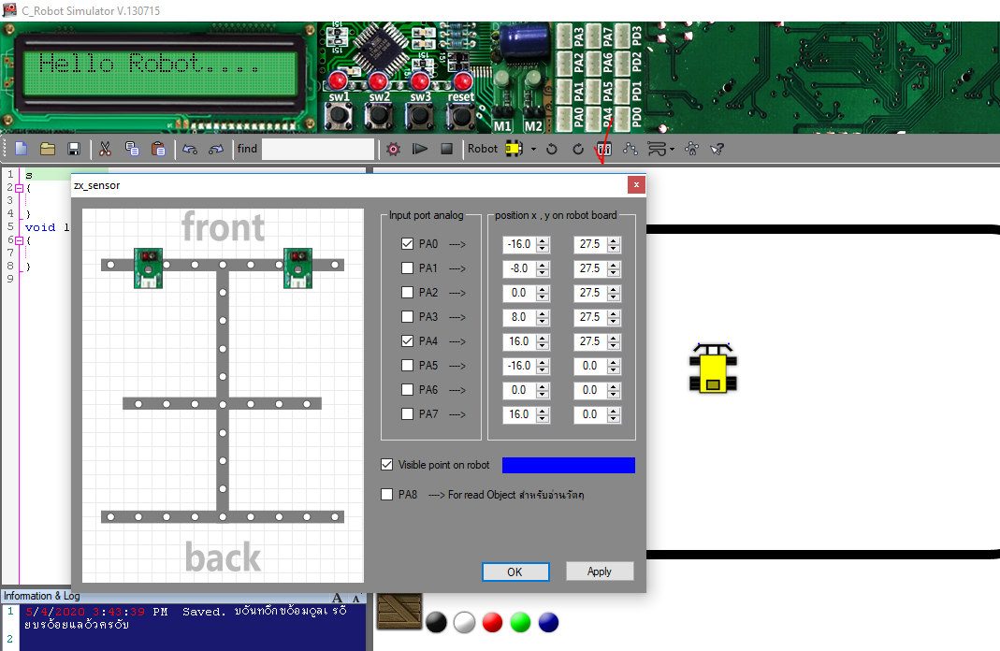 C_Robot Simulator V.130715
Hello Robot....
151
sw1 sw2 sw3 reset
M1 M2
PA0 PA1 PA2 PA3
PA4 PA5 PA6 PA7
PD0 PD1 PD2 PD3
find
Robot
1 s
2 {
3
4 }
5 void l
6 {
7
8 }
9
zx_sensor
x
front
back
Input port analog
position x , y on robot board
PA0 ----> -16.0 27.5
PA1 ----> -8.0 27.5
PA2 ----> 0.0 27.5
PA3 ----> 8.0 27.5
PA4 ----> 16.0 27.5
PA5 ----> -16.0 0.0
PA6 ----> 0.0 0.0
PA7 ----> 16.0 0.0
Visible point on robot
PA8 ----> For read Object สำหรับอ่านวัตถุ
OK Apply
Information & Log
A A
1 5/4/2020 3:43:39 PM Saved. บันทึกข้อมูลเรี
ยบร้อยแล้วครับ
2